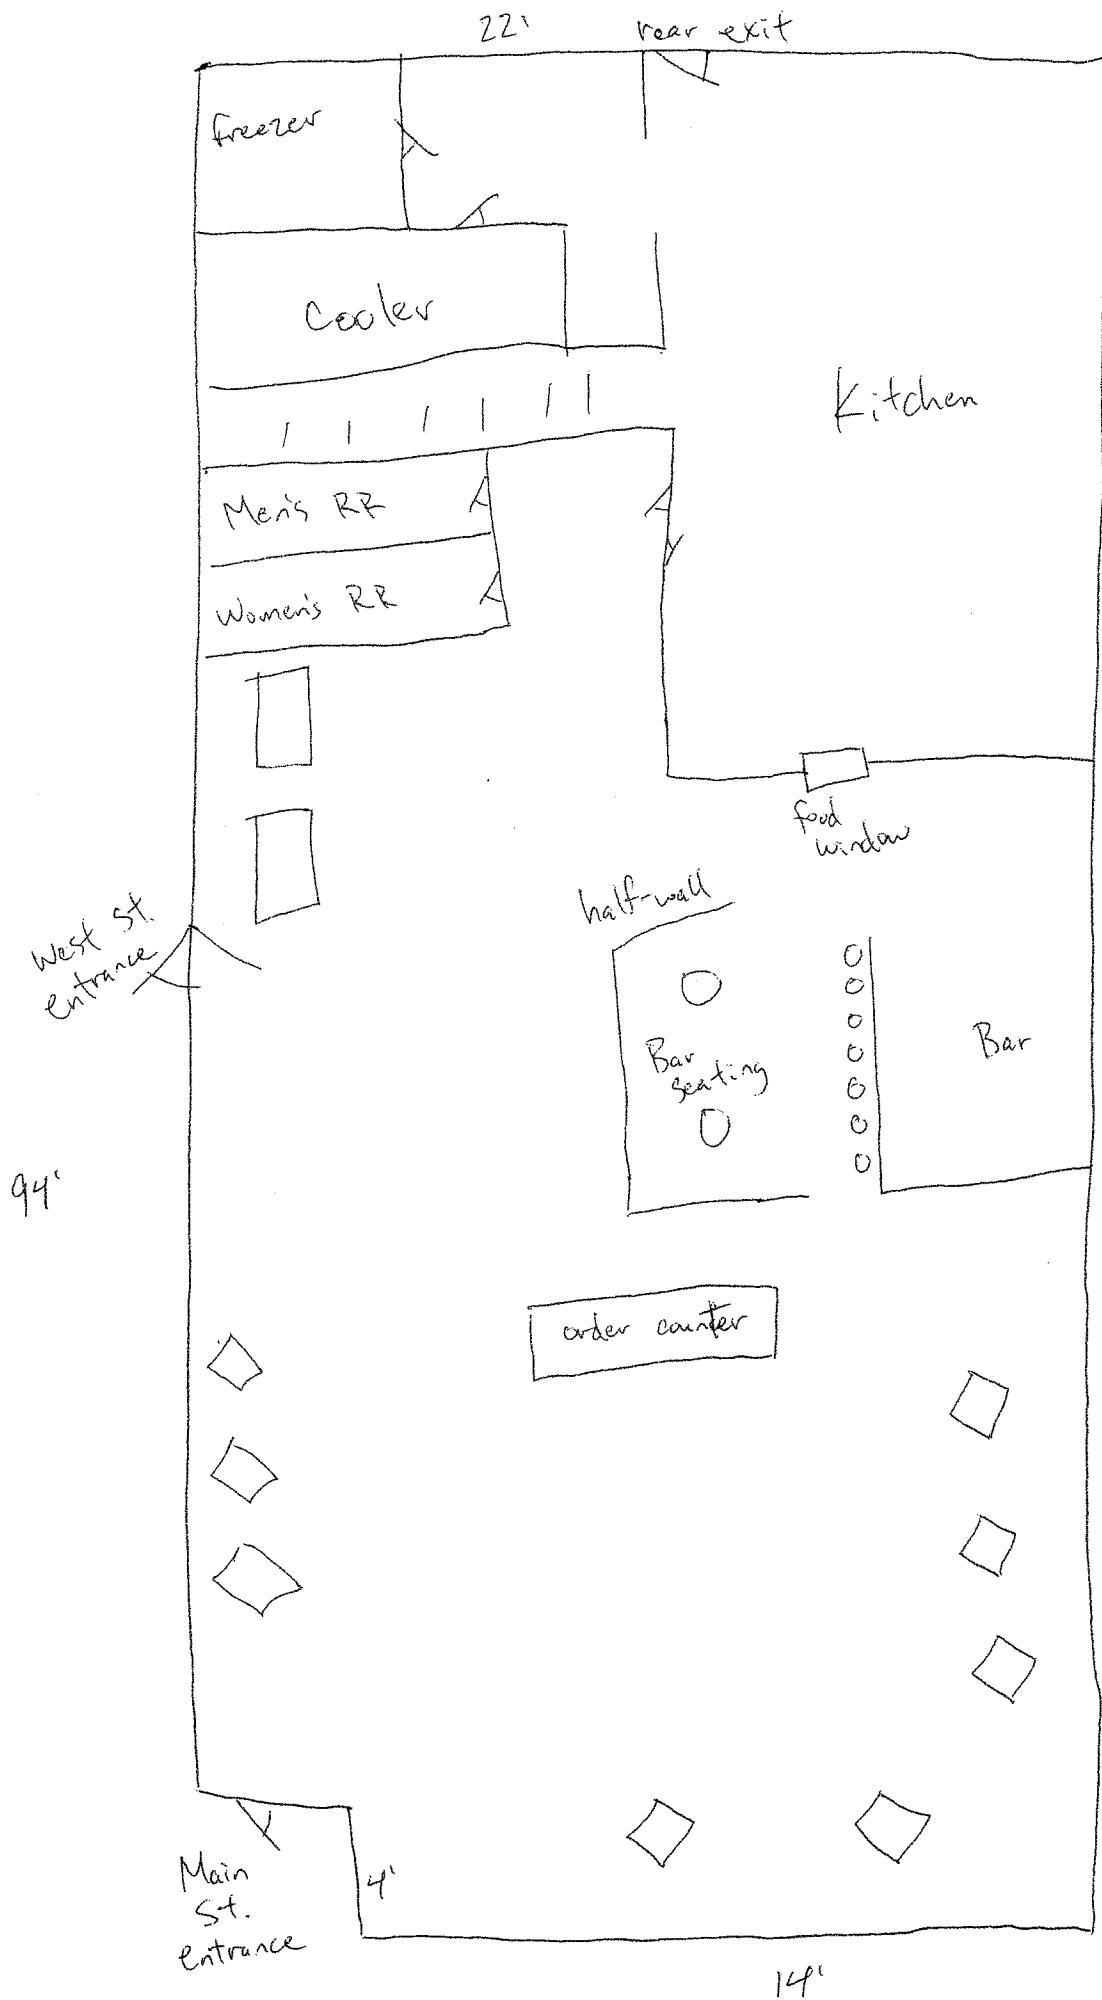 22'
rear exit
freezer
Cooler
Kitchen
Men's RR
Women's RR
food
window
half-wall
West St.
entrance
Bar
seating
Bar
94'
order counter
Main
St.
entrance
4'
14'